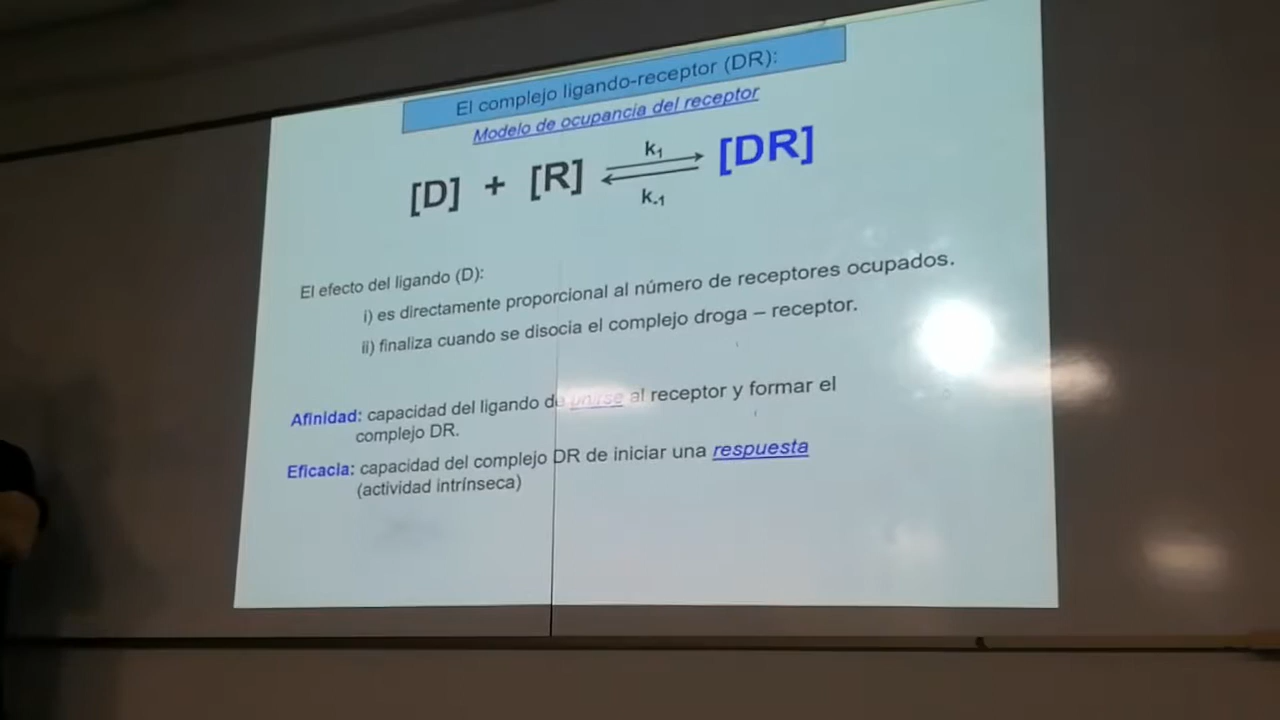 El complejo ligando-receptor (DR):
Modelo de ocupancia del receptor
[D] + [R] k1 k-1 [DR]
El efecto del ligando (D):
i) es directamente proporcional al número de receptores ocupados.
ii) finaliza cuando se disocia el complejo droga – receptor.
Afinidad: capacidad del ligando de unirse al receptor y formar el
complejo DR.
Eficacia: capacidad del complejo DR de iniciar una respuesta
(actividad intrínseca)